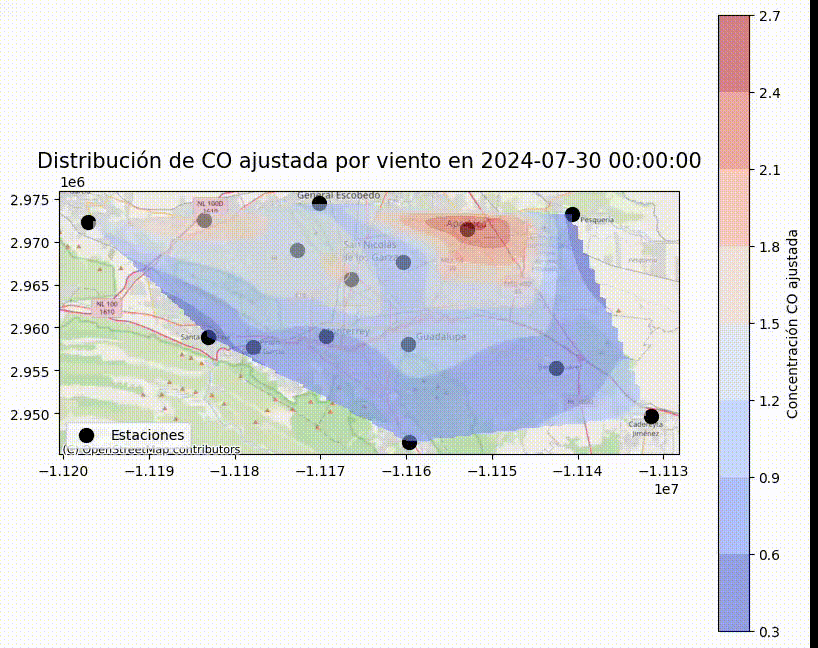 Distribución de CO ajustada por viento en 2024-07-30 00:00:00
1e6
2.975
2.970
2.965
2.960
2.955
2.950
−1.120
−1.119
−1.118
−1.117
−1.116
−1.115
−1.114
−1.113
1e7
General Escobedo
NL 100D
Pesquería
San Nicolás
de los Garza
NL 100
1610
Santa
Guadalupe
Cadereyta
Jiménez
Estaciones
(C) OpenStreetMap contributors
2.7
2.4
2.1
1.8
1.5
1.2
0.9
0.6
0.3
Concentración CO ajustada